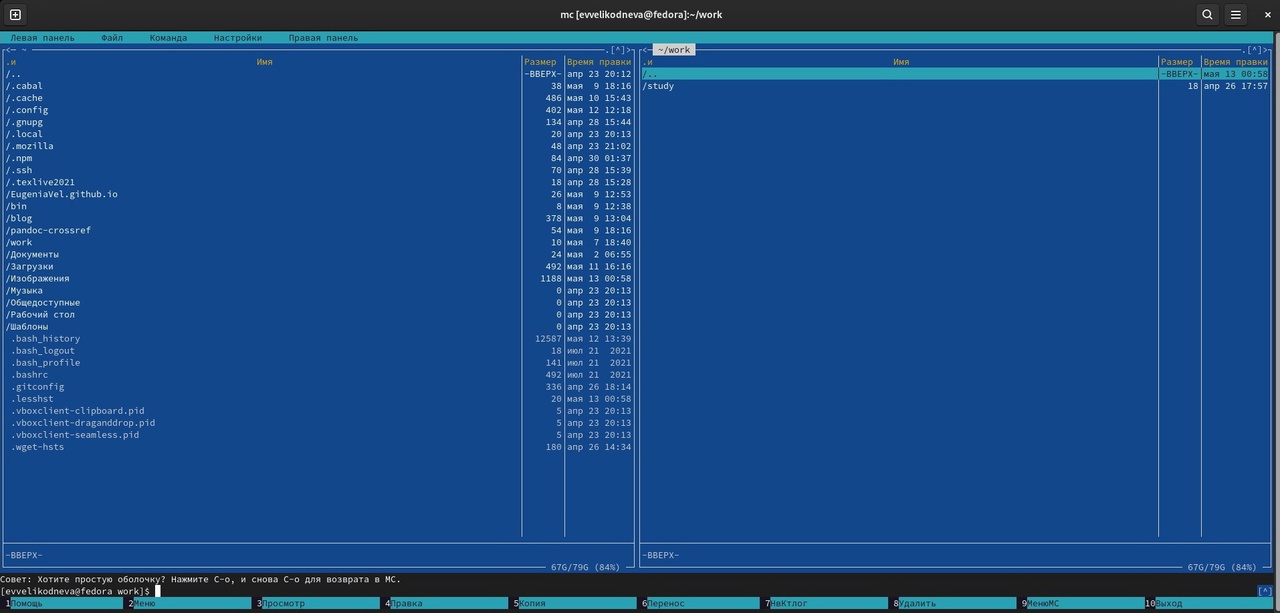 mc [evvelikodneva@fedora]:~/work
Левая панель Файл Команда Настройки Правая панель
<— ~ .[^]> <— ~/work .[^]>
.и Имя Размер Время правки .и Имя Размер Время правки
/.. -ВВЕРХ- апр 23 20:12 /.. -ВВЕРХ- мая 13 00:58
/.cabal 38 мая 9 18:16 /study 18 апр 26 17:57
/.cache 486 мая 10 15:43
/.config 402 мая 12 12:18
/.gnupg 134 апр 28 15:44
/.local 20 апр 23 20:13
/.mozilla 48 апр 23 21:02
/.npm 84 апр 30 01:37
/.ssh 70 апр 28 15:39
/.texlive2021 18 апр 28 15:28
/EugeniaVel.github.io 26 мая 9 12:53
/bin 8 мая 9 12:38
/blog 378 мая 9 13:04
/pandoc-crossref 54 мая 9 18:16
/work 10 мая 7 18:40
/Документы 24 мая 2 06:55
/Загрузки 492 мая 11 16:16
/Изображения 1188 мая 13 00:58
/Музыка 0 апр 23 20:13
/Общедоступные 0 апр 23 20:13
/Рабочий стол 0 апр 23 20:13
/Шаблоны 0 апр 23 20:13
.bash_history 12587 мая 12 13:39
.bash_logout 18 июл 21 2021
.bash_profile 141 июл 21 2021
.bashrc 492 июл 21 2021
.gitconfig 336 апр 26 18:14
.lesshst 20 мая 13 00:58
.vboxclient-clipboard.pid 5 апр 23 20:13
.vboxclient-draganddrop.pid 5 апр 23 20:13
.vboxclient-seamless.pid 5 апр 23 20:13
.wget-hsts 180 апр 26 14:34
-ВВЕРХ- -ВВЕРХ-
67G/79G (84%) 67G/79G (84%)
Совет: Хотите простую оболочку? Нажмите C-o, и снова C-o для возврата в MC.
[evvelikodneva@fedora work]$ [^]
1Помощь 2Меню 3Просмотр 4Правка 5Копия 6Перенос 7НвКтлог 8Удалить 9МенюMC 10Выход